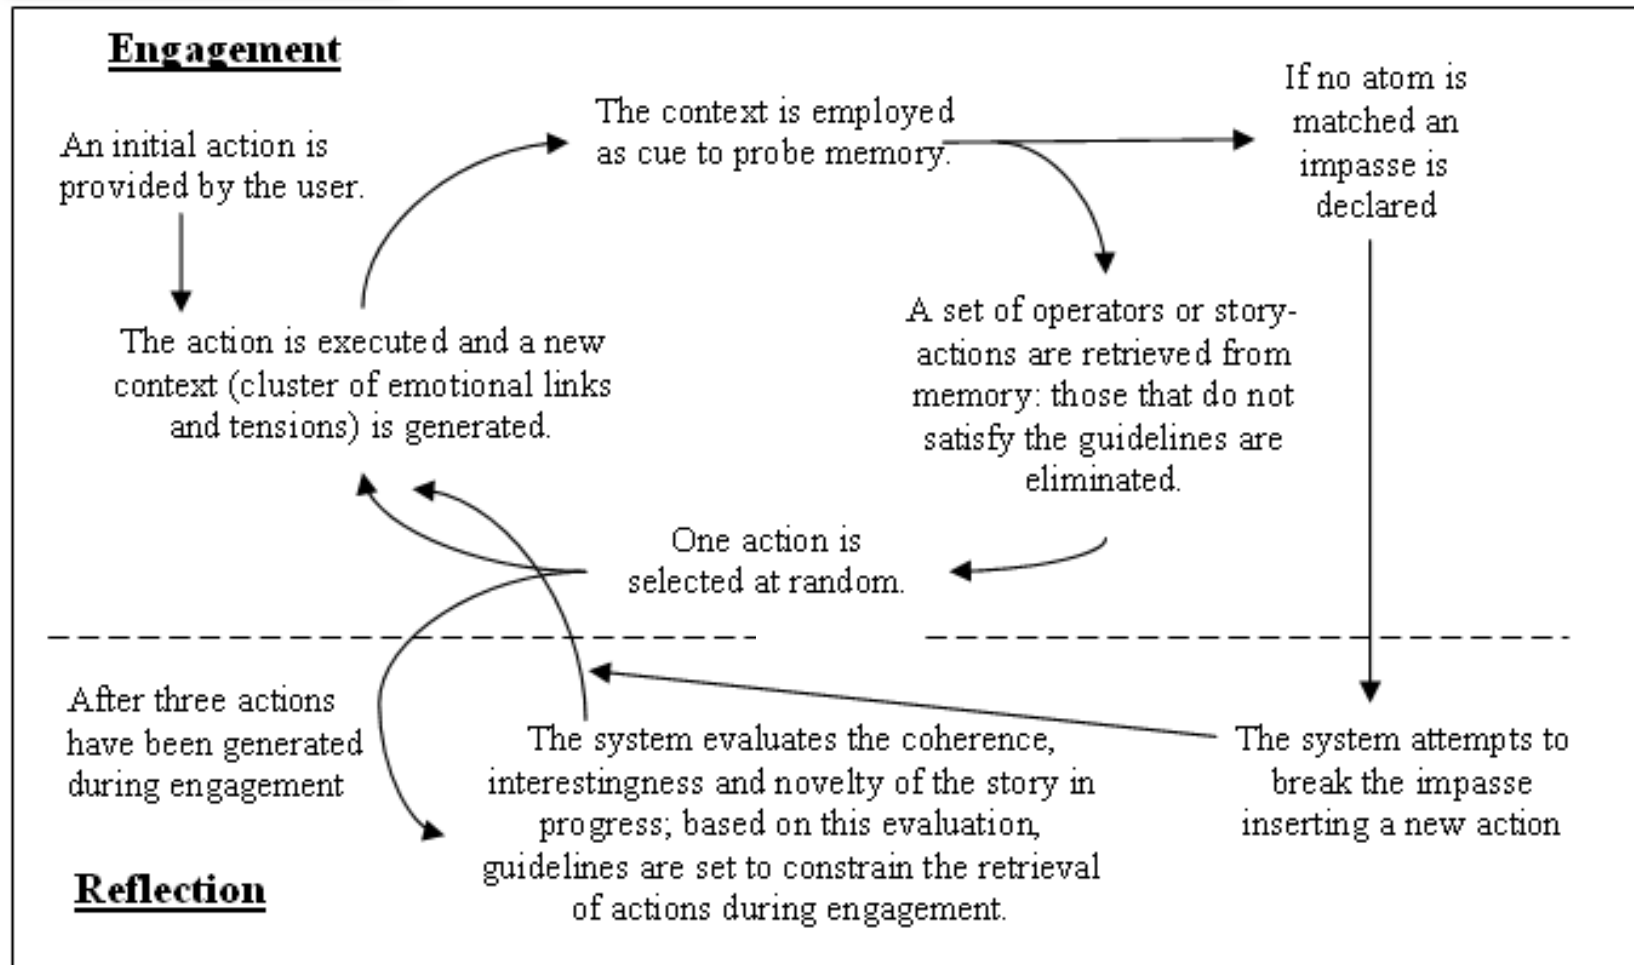 Engagement
An initial action is
provided by the user.
The action is executed and a new
context (cluster of emotional links
and tensions) is generated.
The context is employed
as cue to probe memory.
If no atom is
matched an
impasse is
declared
A set of operators or story-
actions are retrieved from
memory: those that do not
satisfy the guidelines are
eliminated.
One action is
selected at random.
After three actions
have been generated
during engagement
The system evaluates the coherence,
interestingness and novelty of the story in
progress; based on this evaluation,
guidelines are set to constrain the retrieval
of actions during engagement.
The system attempts to
break the impasse
inserting a new action
Reflection